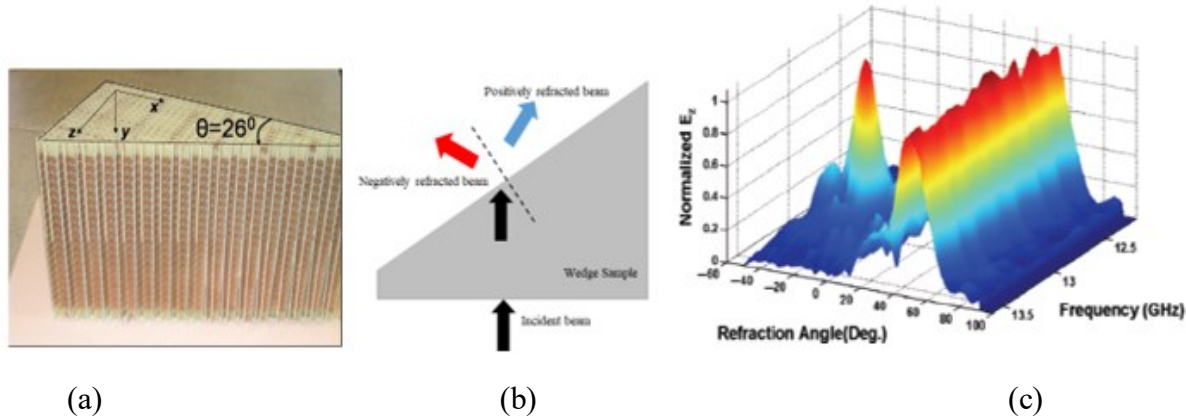 x
z
y
θ=26⁰
Positively refracted beam
Negatively refracted beam
Wedge Sample
Incident beam
Normalized E_z
1
0.8
0.6
0.4
0.2
0
−60
−40
−20
0
20
40
60
80
100
Refraction Angle(Deg.)
12.5
13
13.5
Frequency (GHz)
(a) (b) (c)